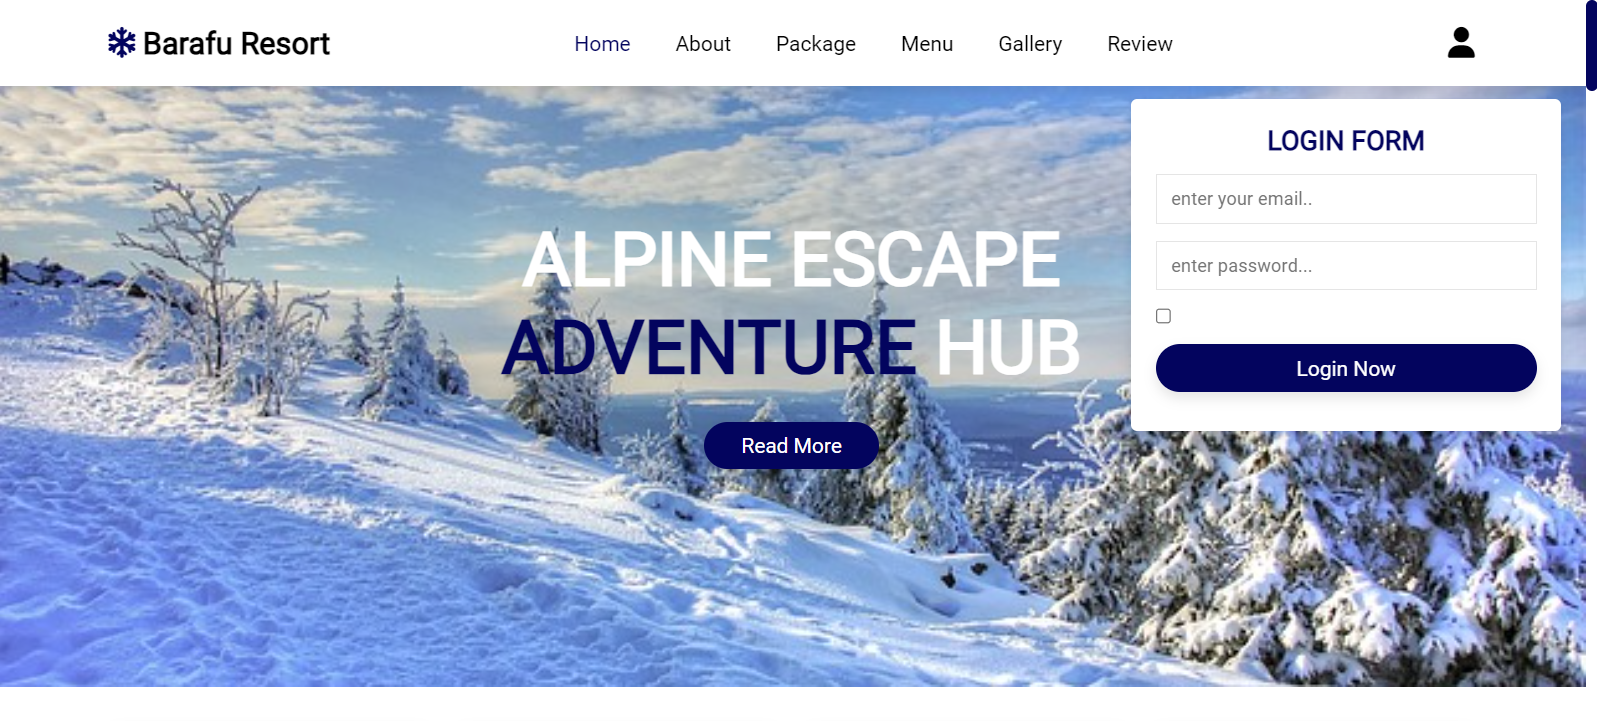 Barafu Resort
Home About Package Menu Gallery Review
LOGIN FORM
enter your email..
enter password...
Login Now
ALPINE ESCAPE
ADVENTURE HUB
Read More